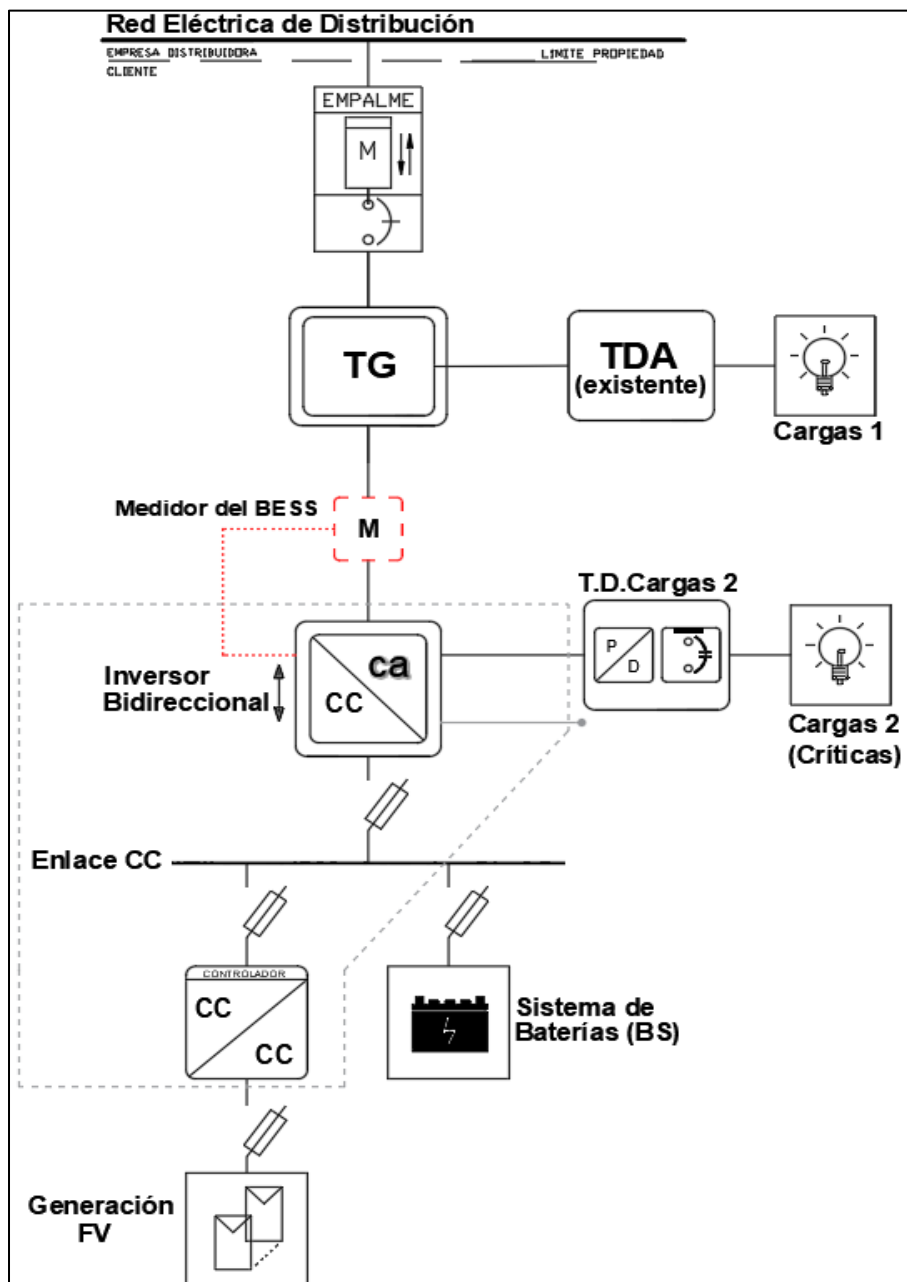 Red Eléctrica de Distribución
EMPRESA DISTRIBUIDORA
LIMITE PROPIEDAD
CLIENTE
EMPALME
M
TG
TDA
(existente)
Cargas 1
Medidor del BESS
M
T.D.Cargas 2
P
D
Inversor
Bidireccional
ca
CC
Cargas 2
(Críticas)
Enlace CC
CONTROLADOR
CC
CC
Sistema de
Baterías (BS)
Generación
FV